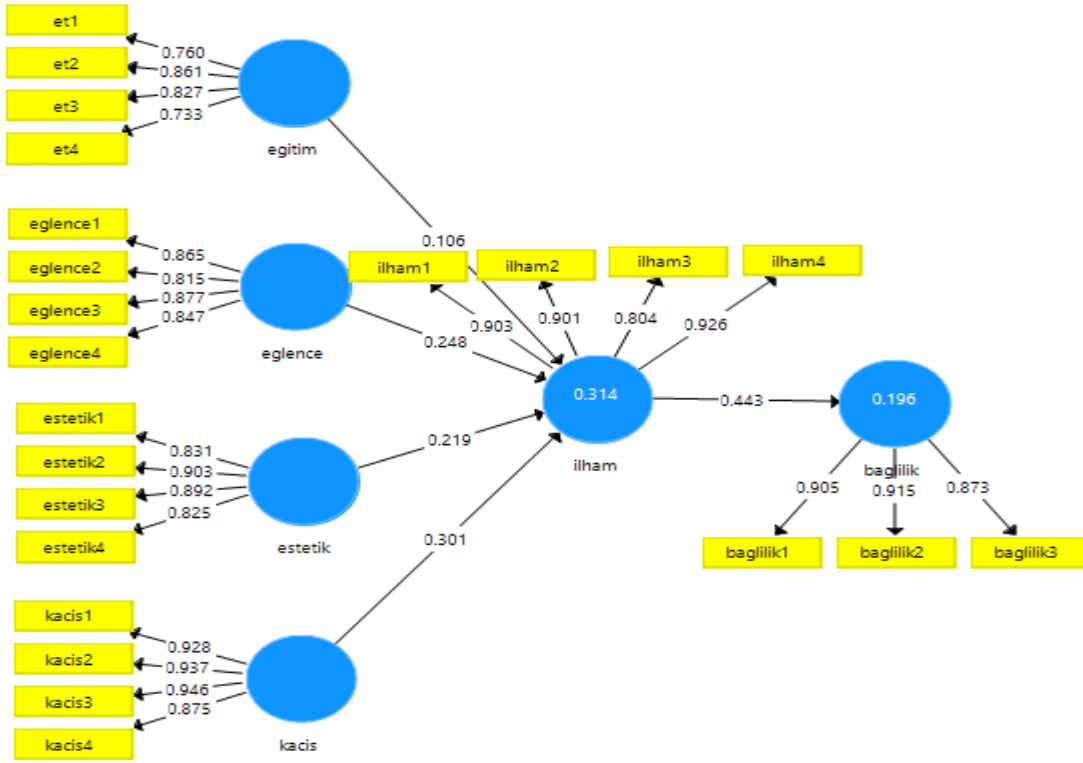 et1
et2
et3
et4
0.760
0.861
0.827
0.733
egitim
0.106
eglence1
eglence2
eglence3
eglence4
0.865
0.815
0.877
0.847
eglence
0.248
ilham1
ilham2
ilham3
ilham4
0.903
0.901
0.804
0.926
0.314
ilham
0.443
0.196
baglilik
0.905
0.915
0.873
baglilik1
baglilik2
baglilik3
estetik1
estetik2
estetik3
estetik4
0.831
0.903
0.892
0.825
estetik
0.219
kacis1
kacis2
kacis3
kacis4
0.928
0.937
0.946
0.875
kacis
0.301